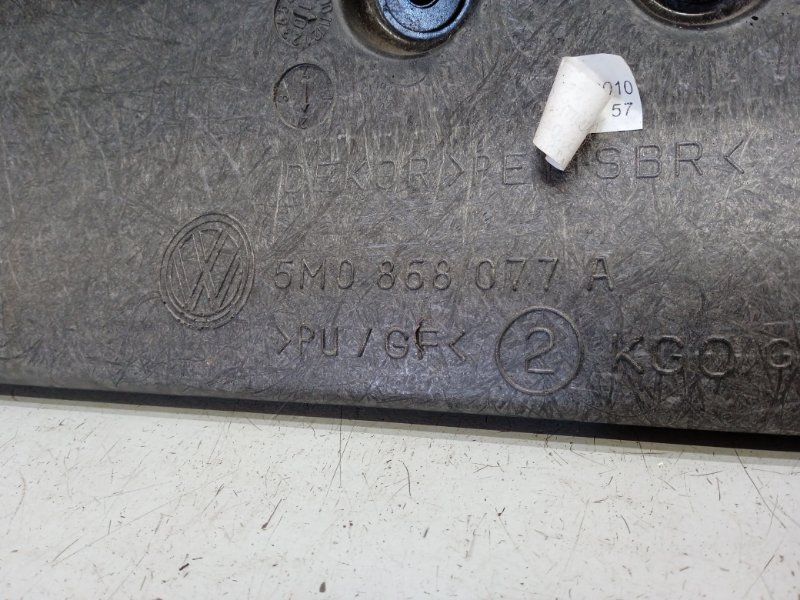 010
57
DEKOR >PE
SBR<
5M0 868 077 A
>PU/GF<
2 KGO G